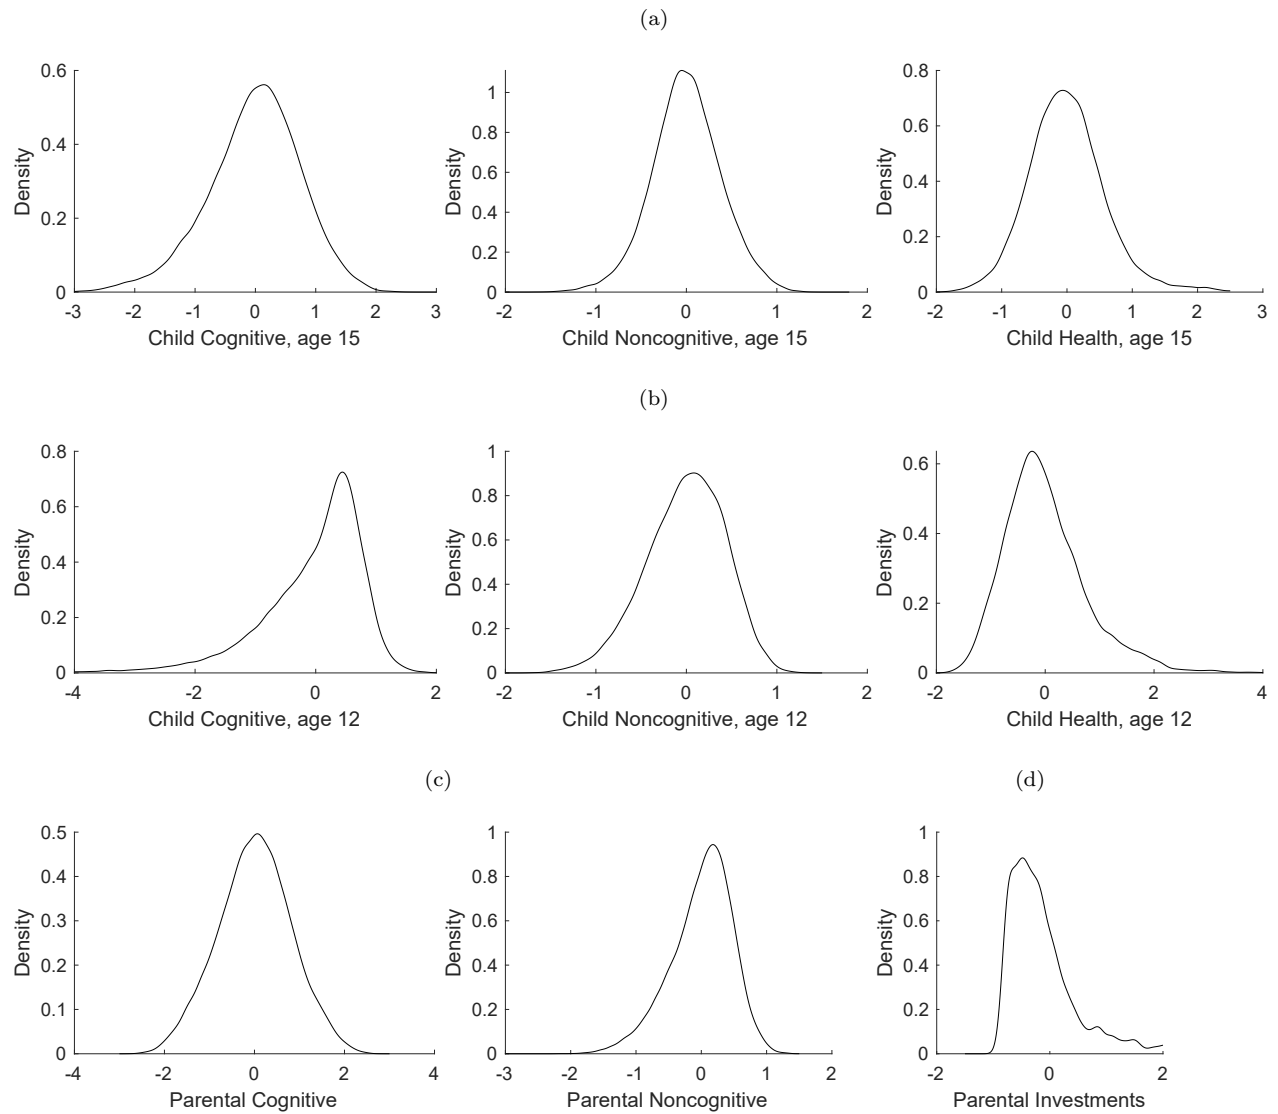 (a)
0.6
0.4
0.2
0
Density
-3 -2 -1 0 1 2 3
Child Cognitive, age 15
1
0.8
0.6
0.4
0.2
0
Density
-2 -1 0 1 2
Child Noncognitive, age 15
0.8
0.6
0.4
0.2
0
Density
-2 -1 0 1 2 3
Child Health, age 15
(b)
0.8
0.6
0.4
0.2
0
Density
-4 -2 0 2
Child Cognitive, age 12
1
0.8
0.6
0.4
0.2
0
Density
-2 -1 0 1 2
Child Noncognitive, age 12
0.6
0.4
0.2
0
Density
-2 0 2 4
Child Health, age 12
(c)
0.5
0.4
0.3
0.2
0.1
0
Density
-4 -2 0 2 4
Parental Cognitive
1
0.8
0.6
0.4
0.2
0
Density
-3 -2 -1 0 1 2
Parental Noncognitive
(d)
1
0.8
0.6
0.4
0.2
0
Density
-2 0 2
Parental Investments